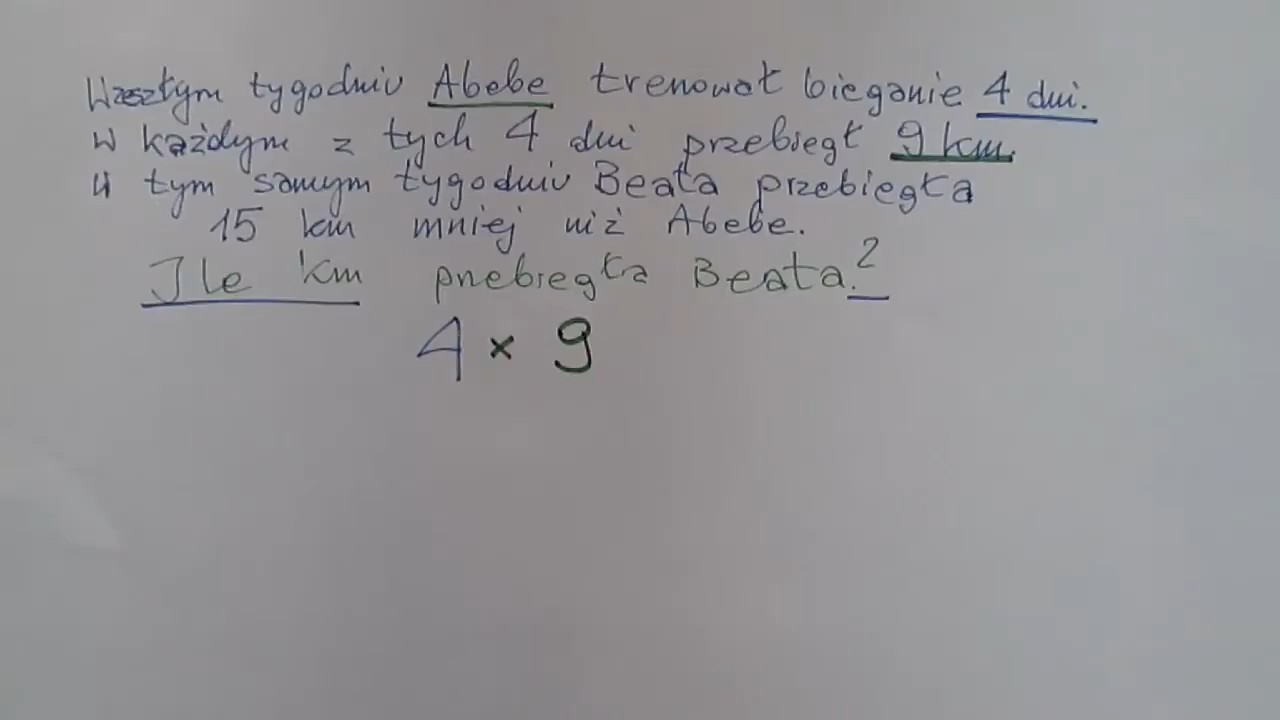 W zeszłym tygodniu Abebe trenował bieganie 4 dni.
W każdym z tych 4 dni przebiegł 9 km.
W tym samym tygodniu Beata przebiegła
15 km mniej niż Abebe.
Ile km przebiegła Beata?
4 × 9